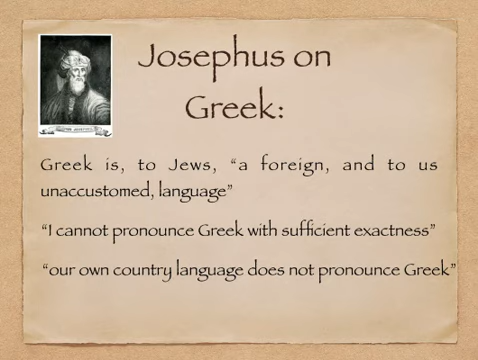 Josephus on
Greek:
Greek is, to Jews, “a foreign, and to us
unaccustomed, language”
“I cannot pronounce Greek with sufficient exactness”
“our own country language does not pronounce Greek”